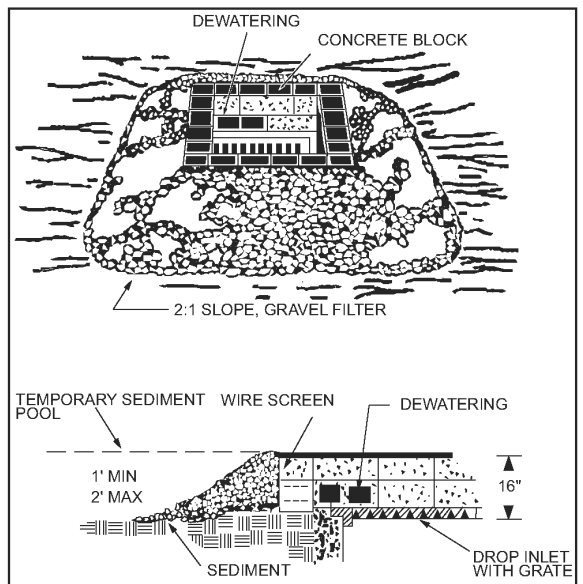 DEWATERING
CONCRETE BLOCK
2:1 SLOPE, GRAVEL FILTER
TEMPORARY SEDIMENT
POOL
WIRE SCREEN
DEWATERING
1' MIN
2' MAX
16"
SEDIMENT
DROP INLET
WITH GRATE